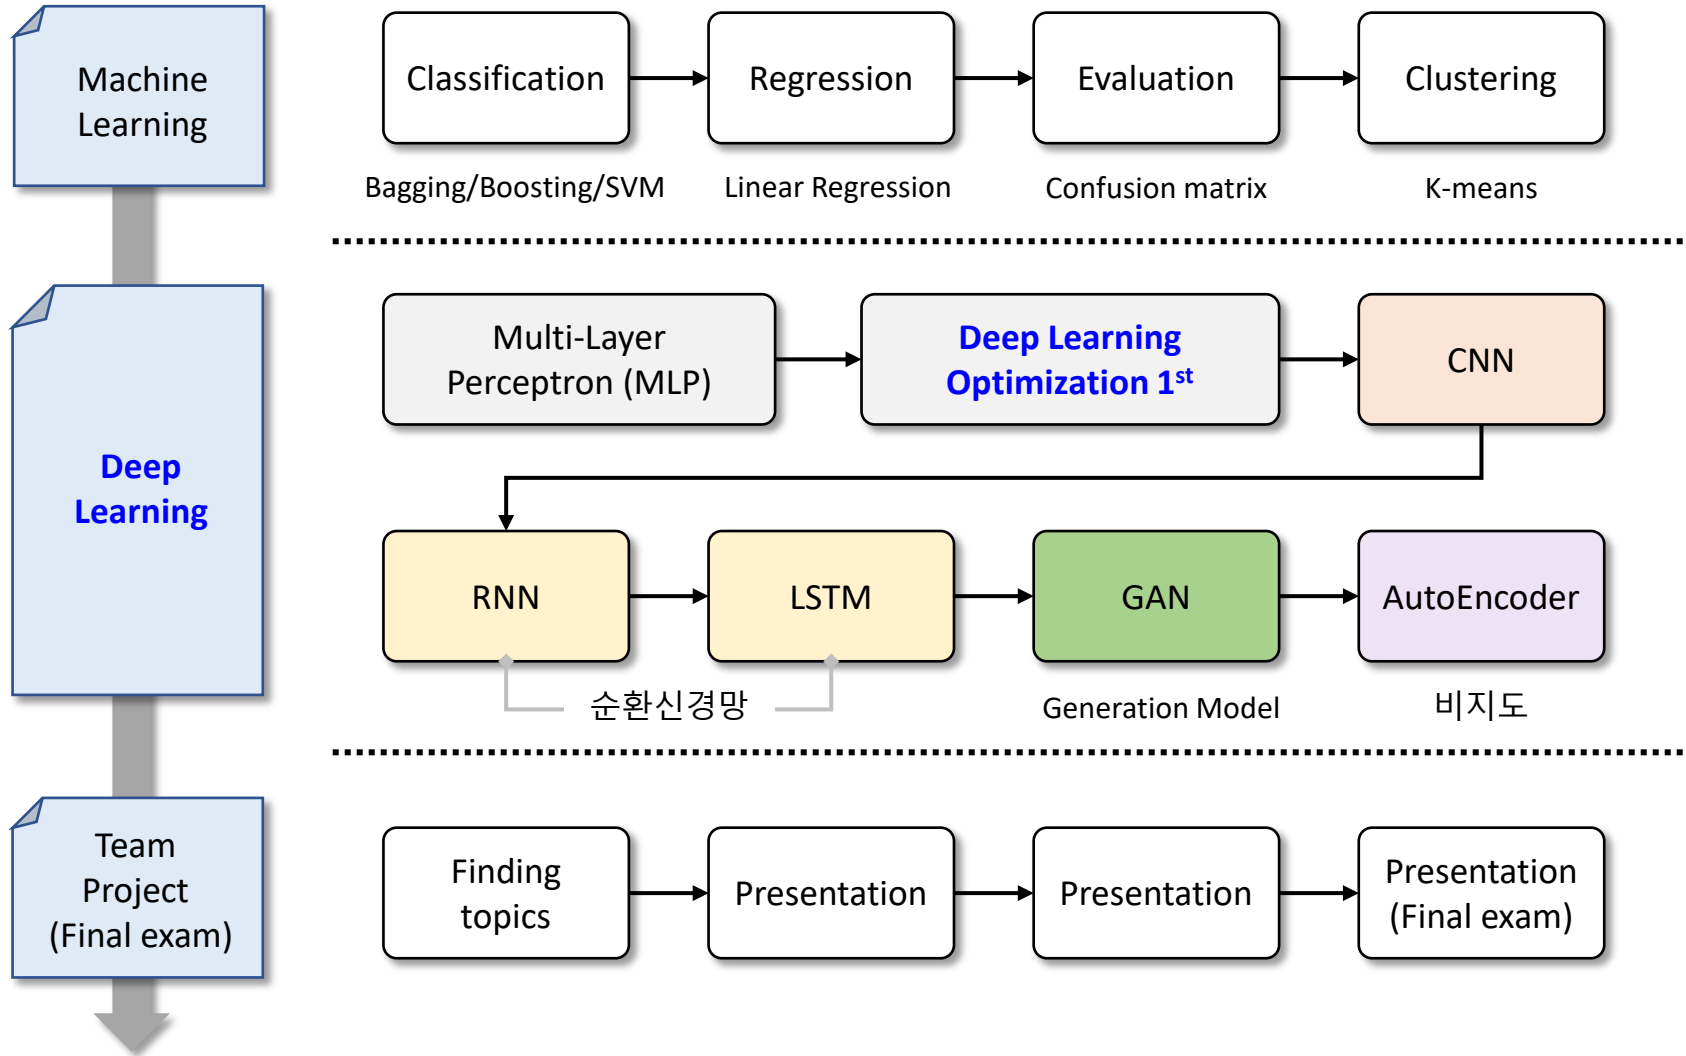 Machine
Learning
Classification
Regression
Evaluation
Clustering
Bagging/Boosting/SVM
Linear Regression
Confusion matrix
K-means
Deep
Learning
Multi-Layer
Perceptron (MLP)
Deep Learning
Optimization 1st
CNN
RNN
LSTM
GAN
AutoEncoder
순환신경망
Generation Model
비지도
Team
Project
(Final exam)
Finding
topics
Presentation
Presentation
Presentation
(Final exam)